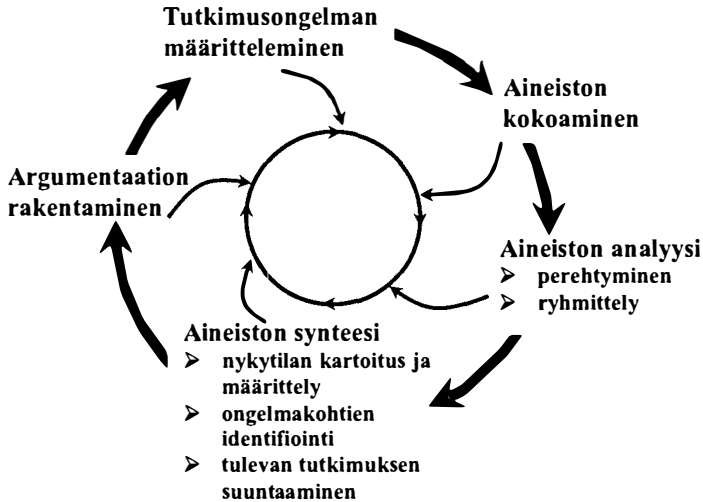 Tutkimusongelman
määritteleminen
Aineiston
kokoaminen
Aineiston analyysi
➢ perehtyminen
➢ ryhmittely
Aineiston synteesi
➢ nykytilan kartoitus ja
määrittely
➢ ongelmakohtien
identifiointi
➢ tulevan tutkimuksen
suuntaaminen
Argumentaation
rakentaminen